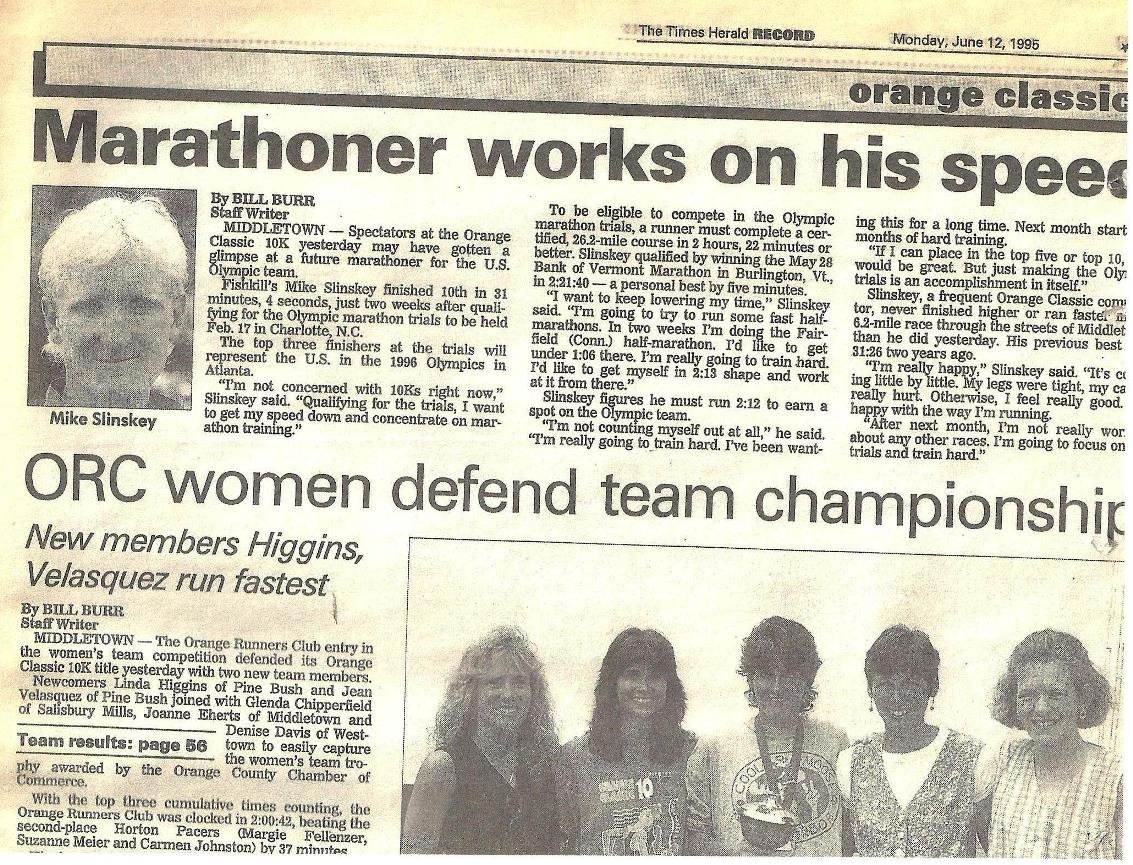 The Times Herald RECORD
Monday, June 12, 1995
orange classic
Marathoner works on his speed
Mike Slinskey
By BILL BURR
Staff Writer
MIDDLETOWN — Spectators at the Orange
Classic 10K yesterday may have gotten a
glimpse at a future marathoner for the U.S.
Olympic team.
Fishkill's Mike Slinskey finished 10th in 31
minutes, 4 seconds, just two weeks after quali-
fying for the Olympic marathon trials to be held
Feb. 17 in Charlotte, N.C.
The top three finishers at the trials will
represent the U.S. in the 1996 Olympics in
Atlanta.
"I'm not concerned with 10Ks right now,"
Slinskey said. "Qualifying for the trials, I want
to get my speed down and concentrate on mar-
athon training."
To be eligible to compete in the Olympic
marathon trials, a runner must complete a cer-
tified, 26.2-mile course in 2 hours, 22 minutes or
better. Slinskey qualified by winning the May 28
Bank of Vermont Marathon in Burlington, Vt.,
in 2:21:40 — a personal best by five minutes.
"I want to keep lowering my time," Slinskey
said. "I'm going to try to run some fast half-
marathons. In two weeks I'm doing the Fair-
field (Conn.) half-marathon. I'd like to get
under 1:06 there. I'm really going to train hard.
I'd like to get myself in 2:13 shape and work
at it from there."
Slinskey figures he must run 2:12 to earn a
spot on the Olympic team.
"I'm not counting myself out at all," he said.
"I'm really going to train hard. I've been want-
ing this for a long time. Next month start
months of hard training.
"If I can place in the top five or top 10,
would be great. But just making the Oly
trials is an accomplishment in itself."
Slinskey, a frequent Orange Classic com
tor, never finished higher or ran faster
6.2-mile race through the streets of Middlet
than he did yesterday. His previous best
31:26 two years ago.
"I'm really happy," Slinskey said. "It's co
ing little by little. My legs were tight, my ca
really hurt. Otherwise, I feel really good.
happy with the way I'm running.
"After next month, I'm not really wor
about any other races. I'm going to focus on
trials and train hard."
ORC women defend team championship
New members Higgins,
Velasquez run fastest
By BILL BURR
Staff Writer
MIDDLETOWN — The Orange Runners Club entry in
the women's team competition defended its Orange
Classic 10K title yesterday with two new team members.
Newcomers Linda Higgins of Pine Bush and Jean
Velasquez of Pine Bush joined with Glenda Chipperfield
of Salisbury Mills, Joanne Eherts of Middletown and
Denise Davis of West-
town to easily capture
the women's team tro-
Team results: page 56
phy awarded by the Orange County Chamber of
Commerce.
With the top three cumulative times counting, the
Orange Runners Club was clocked in 2:00:42, beating the
second-place Horton Pacers (Margie Fellenzer,
Suzanne Meier and Carmen Johnston) by 37 minutes
10